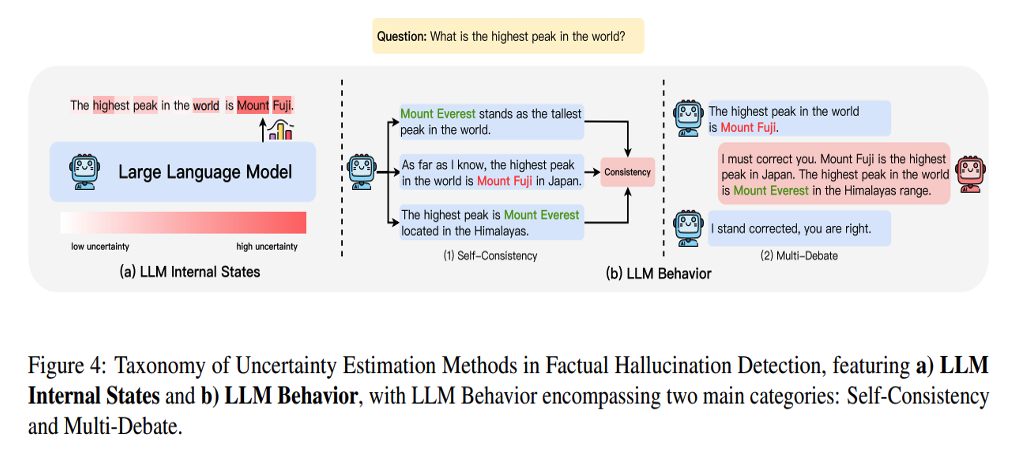 Question: What is the highest peak in the world?
The highest peak in the world is Mount Fuji.
Large Language Model
low uncertainty
high uncertainty
(a) LLM Internal States
Mount Everest stands as the tallest
peak in the world.
As far as I know, the highest peak
in the world is Mount Fuji in Japan.
The highest peak is Mount Everest
located in the Himalayas.
Consistency
(1) Self-Consistency
(b) LLM Behavior
The highest peak in the world
is Mount Fuji.
I must correct you. Mount Fuji is the highest
peak in Japan. The highest peak in the world
is Mount Everest in the Himalayas range.
I stand corrected, you are right.
(2) Multi-Debate
Figure 4: Taxonomy of Uncertainty Estimation Methods in Factual Hallucination Detection, featuring a) LLM
Internal States and b) LLM Behavior, with LLM Behavior encompassing two main categories: Self-Consistency
and Multi-Debate.